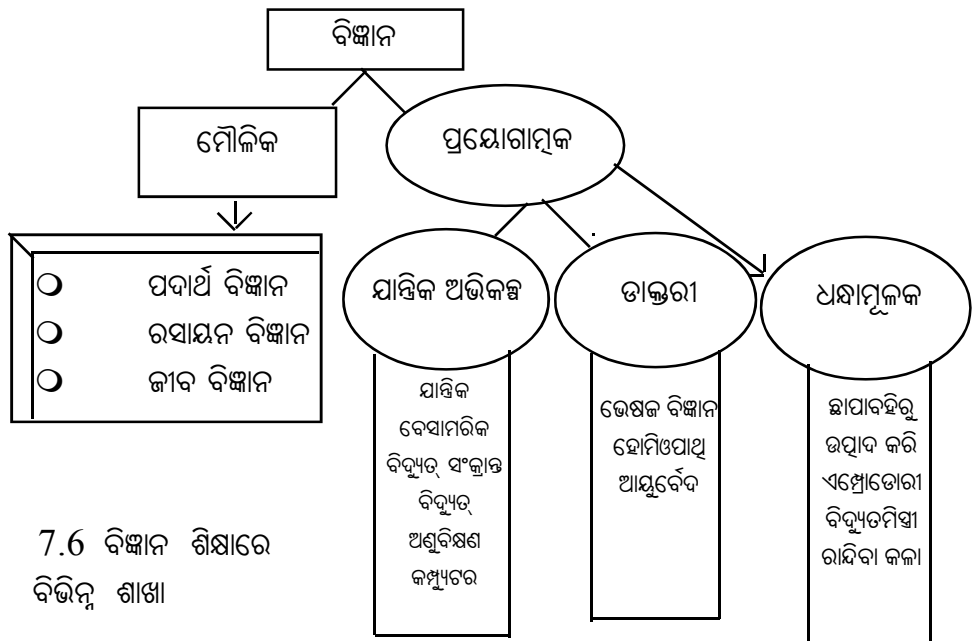 ବିଜ୍ଞାନ
ମୌଳିକ
ପ୍ରୟୋଗାତ୍ମକ
ପଦାର୍ଥ ବିଜ୍ଞାନ
ରସାୟନ ବିଜ୍ଞାନ
ଜୀବ ବିଜ୍ଞାନ
ଯାନ୍ତ୍ରିକ ଅଭିକଳ୍ପ
ଯାନ୍ତ୍ରିକ
ବେସାମରିକ
ବିଦ୍ୟୁତ୍ ସଂକ୍ରାନ୍ତ
ବିଦ୍ୟୁତ୍
ଅଣୁବିକ୍ଷଣ
କମ୍ପ୍ୟୁଟର
ଡାକ୍ତରୀ
ଭେଷଜ ବିଜ୍ଞାନ
ହୋମିଓପାଥି
ଆୟୁର୍ବେଦ
ଧନ୍ଧାମୂଳକ
ଛାପାବହିରୁ
ଉତ୍ପାଦ କରି
ଏମ୍ବ୍ରୋଡୋରୀ
ବିଦ୍ୟୁତମିସ୍ତ୍ରୀ
ରାନ୍ଦିବା କଳା
7.6 ବିଜ୍ଞାନ ଶିକ୍ଷାରେ
ବିଭିନ୍ନ ଶାଖା